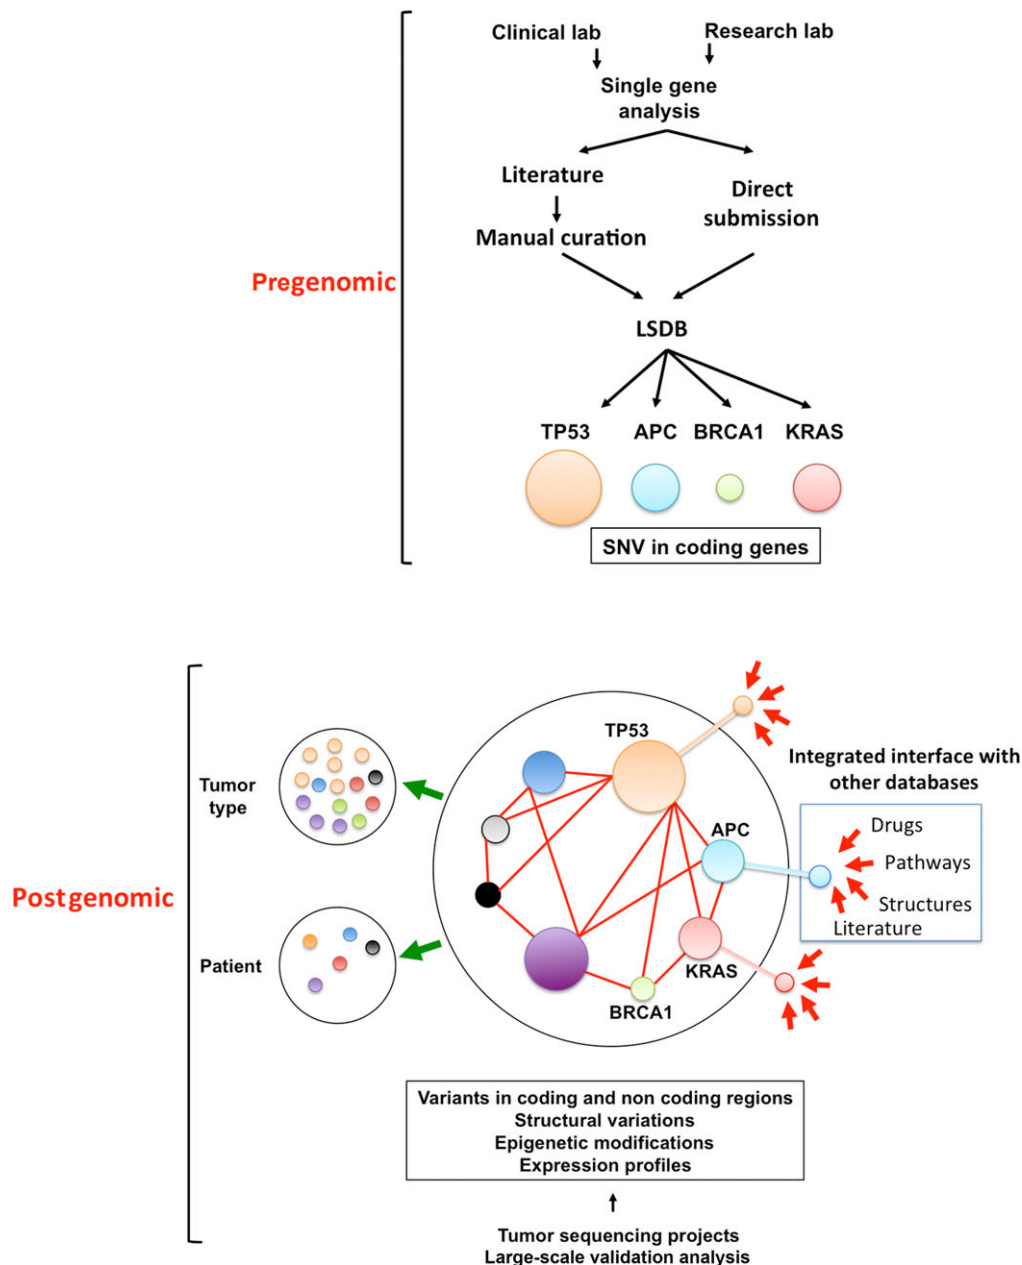 Clinical lab
Research lab
Single gene
analysis
Literature
Direct
submission
Manual curation
Pregenomic
LSDB
TP53
APC
BRCA1
KRAS
SNV in coding genes
TP53
Integrated interface with
other databases
Tumor
type
APC
Drugs
Pathways
Structures
Literature
Postgenomic
Patient
KRAS
BRCA1
Variants in coding and non coding regions
Structural variations
Epigenetic modifications
Expression profiles
Tumor sequencing projects
Large-scale validation analysis